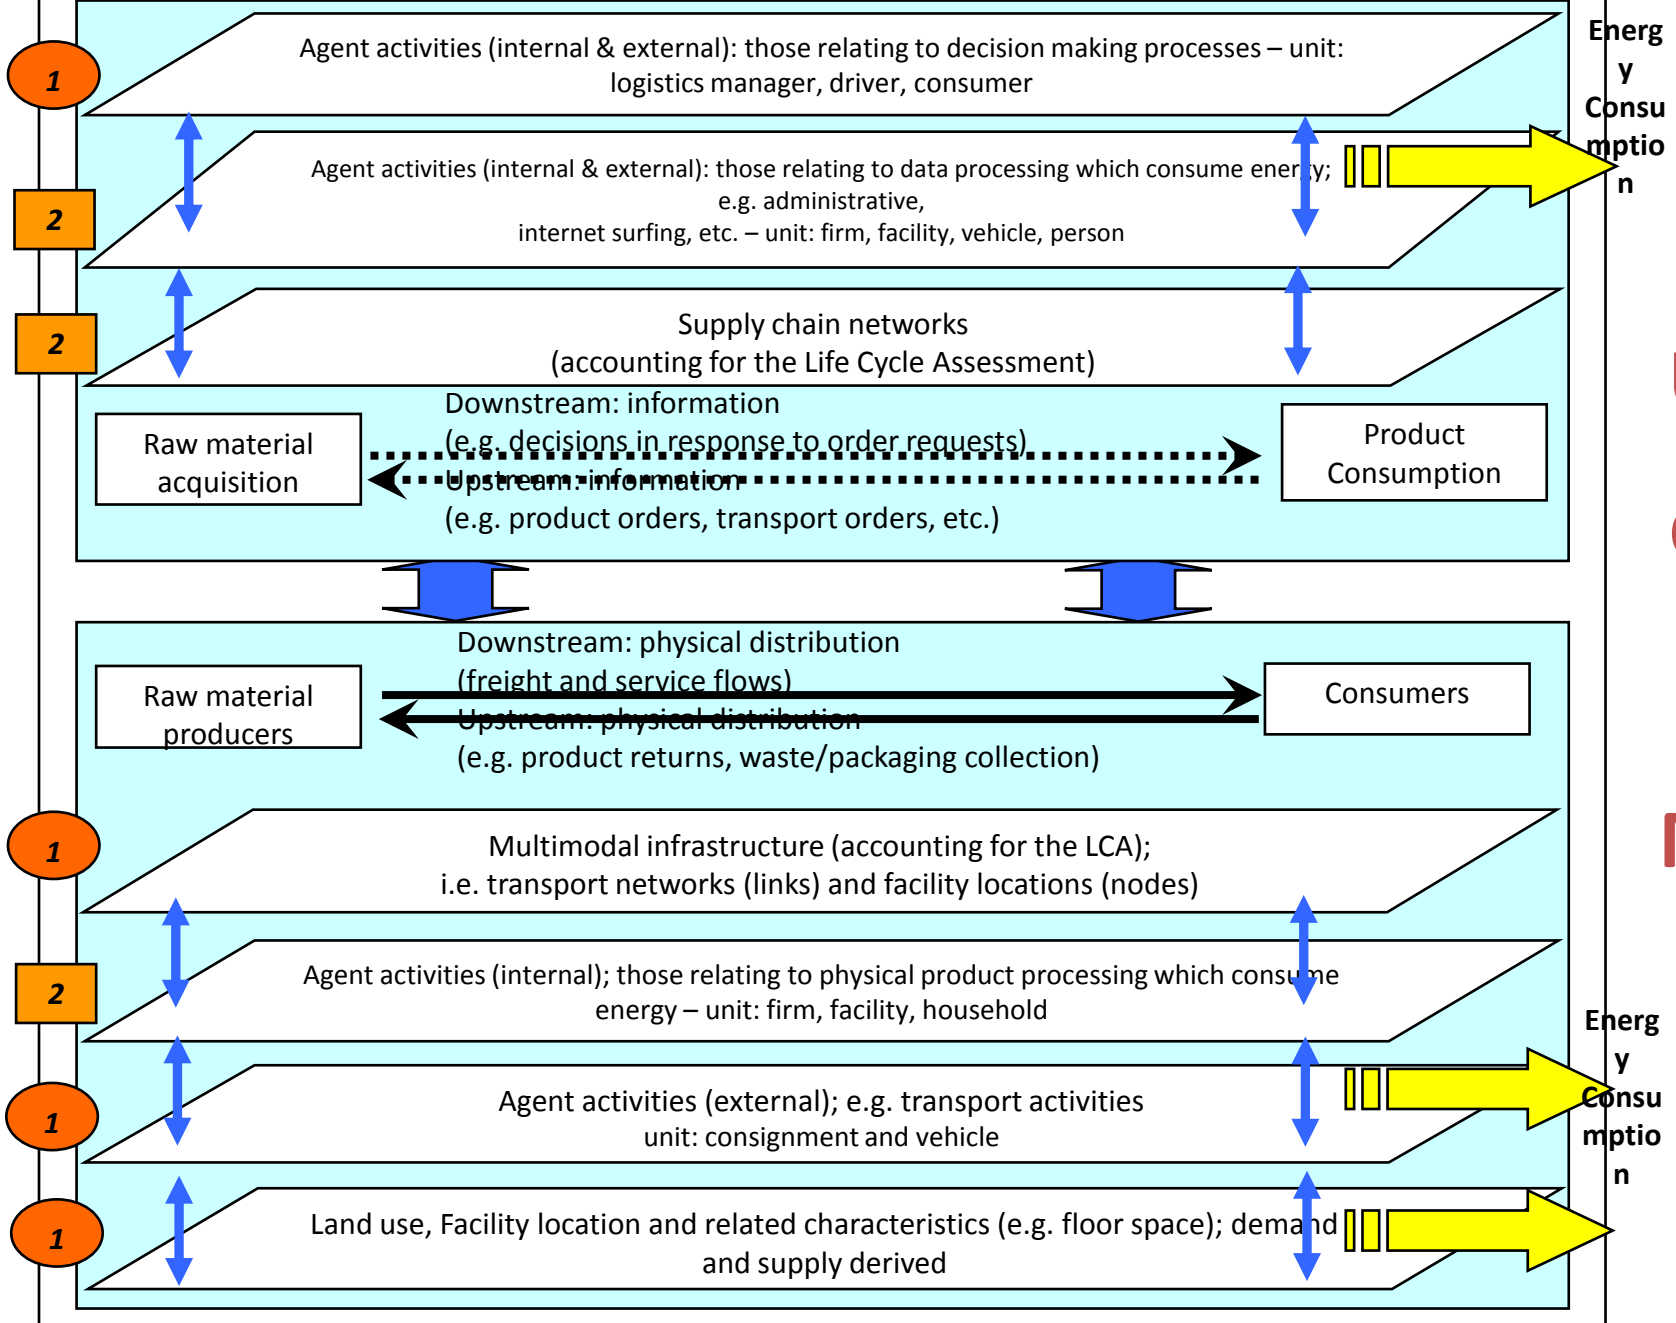 Agent activities (internal & external): those relating to decision making processes – unit:
logistics manager, driver, consumer
1
Energ
y
Consu
mptio
n
Agent activities (internal & external): those relating to data processing which consume energy;
e.g. administrative,
internet surfing, etc. – unit: firm, facility, vehicle, person
2
Supply chain networks
(accounting for the Life Cycle Assessment)
2
Raw material
acquisition
Downstream: information
(e.g. decisions in response to order requests)
Upstream: information
(e.g. product orders, transport orders, etc.)
Product
Consumption
Raw material
producers
Downstream: physical distribution
(freight and service flows)
Upstream: physical distribution
(e.g. product returns, waste/packaging collection)
Consumers
1
Multimodal infrastructure (accounting for the LCA);
i.e. transport networks (links) and facility locations (nodes)
2
Agent activities (internal); those relating to physical product processing which consume
energy – unit: firm, facility, household
Energ
y
Consu
mptio
n
1
Agent activities (external); e.g. transport activities
unit: consignment and vehicle
1
Land use, Facility location and related characteristics (e.g. floor space); demand
and supply derived